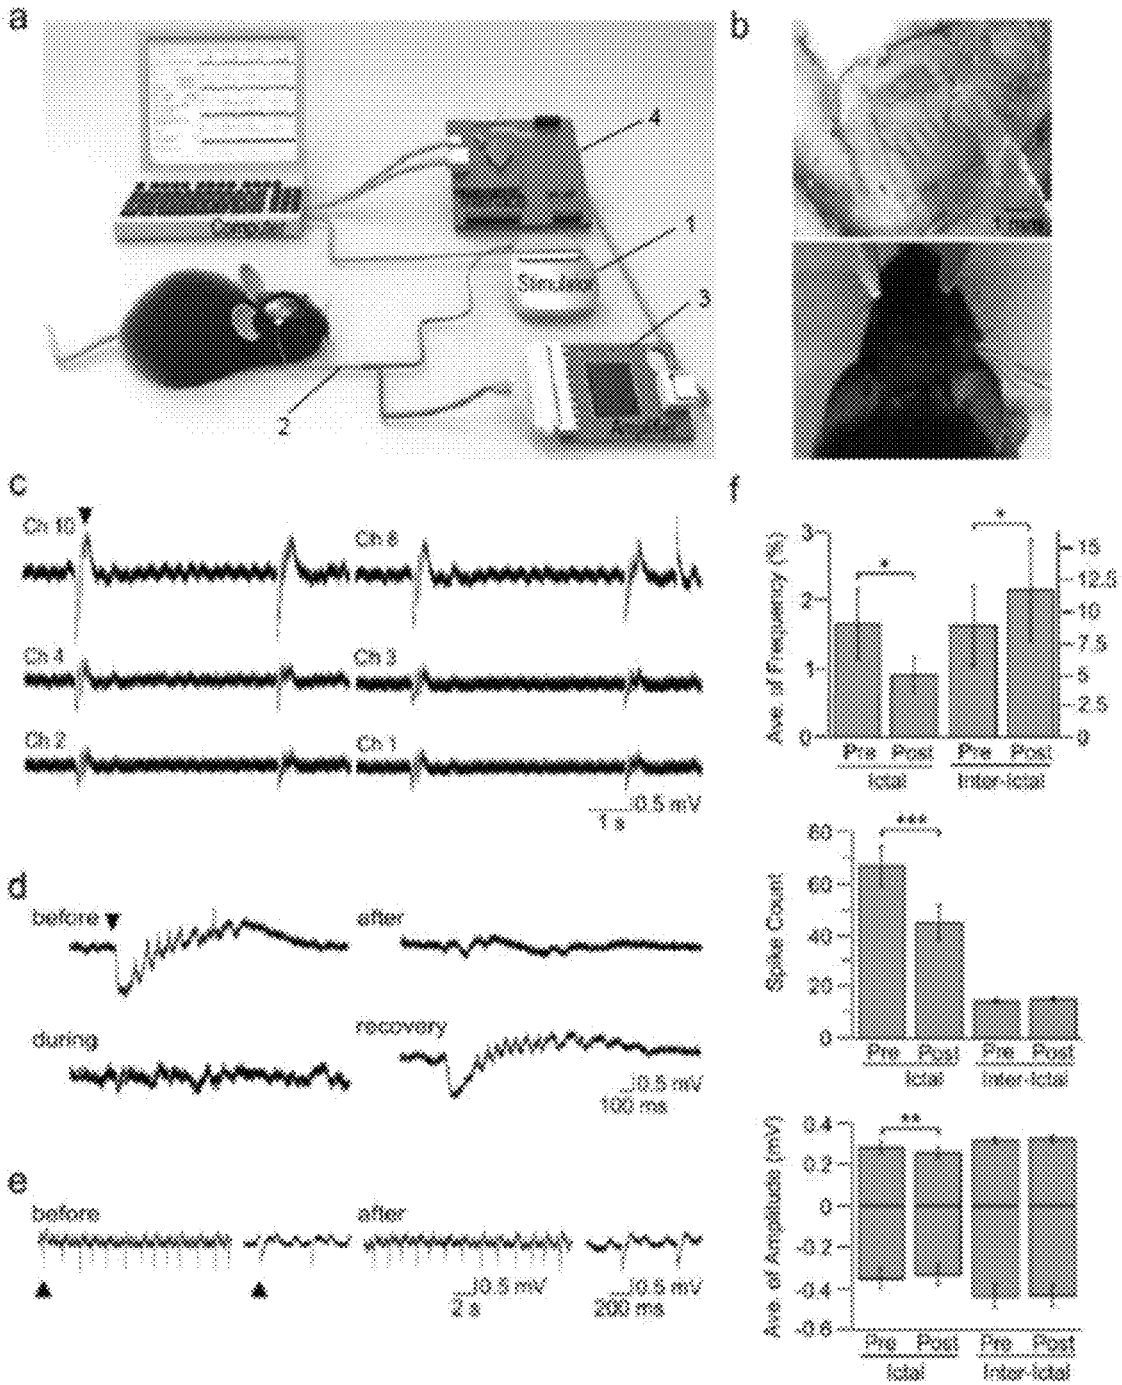 a
b
4
Computer
1
3
2
1 mm
c
Ch 10
Ch 8
Ch 4
Ch 3
Ch 2
Ch 1
0.5 mV
1 s
d
before
after
during
recovery
0.5 mV
100 ms
e
before
after
0.5 mV
2 s
0.5 mV
200 ms
f
Ave. of Frequency (%)
3
2
1
0
*
*
15
12.5
10
7.5
5
2.5
0
Pre Post Pre Post
Ictal Inter-Ictal
Spike Count
80
60
40
20
0
***
Pre Post Pre Post
Ictal Inter-Ictal
Ave. of Amplitude (mV)
0.4
0.2
0
-0.2
-0.4
-0.6
**
Pre Post Pre Post
Ictal Inter-Ictal